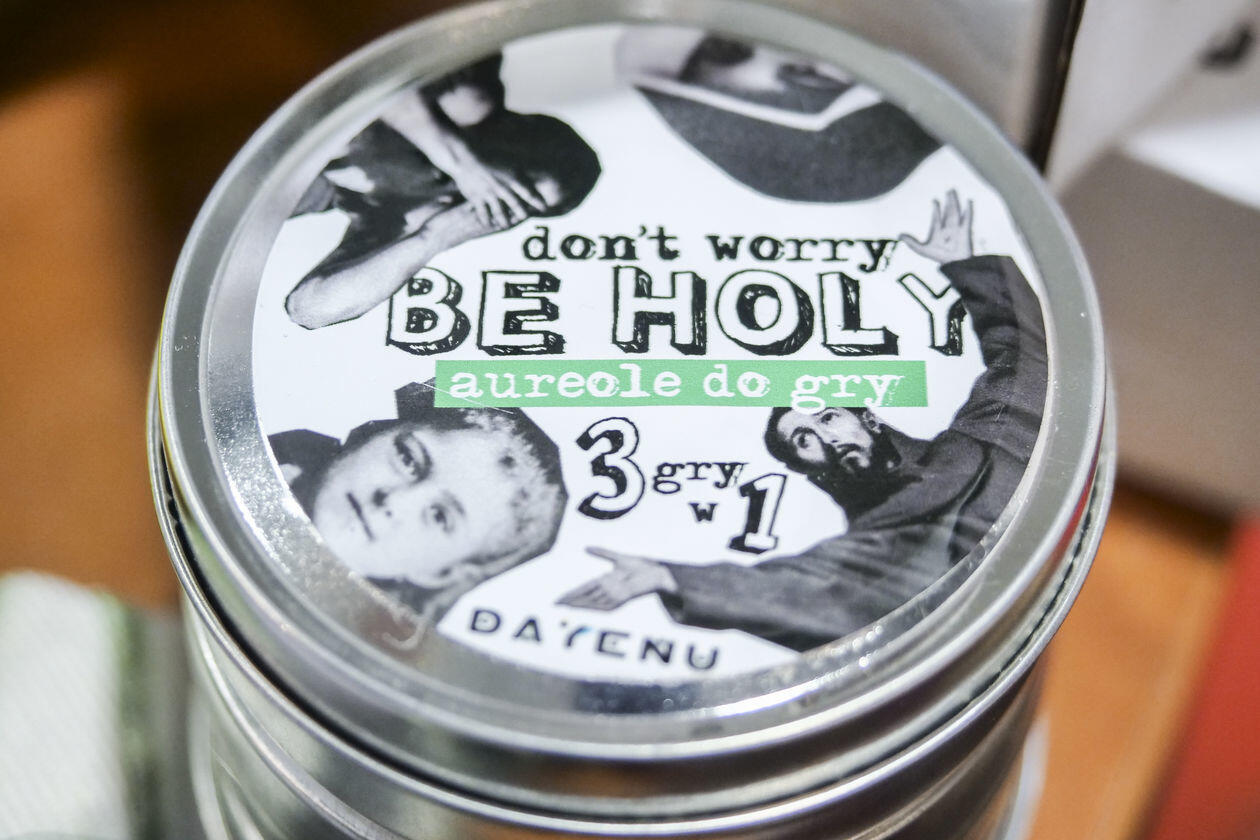 don't worry
BE HOLY
aureole do gry
3 gry w 1
DAYENU